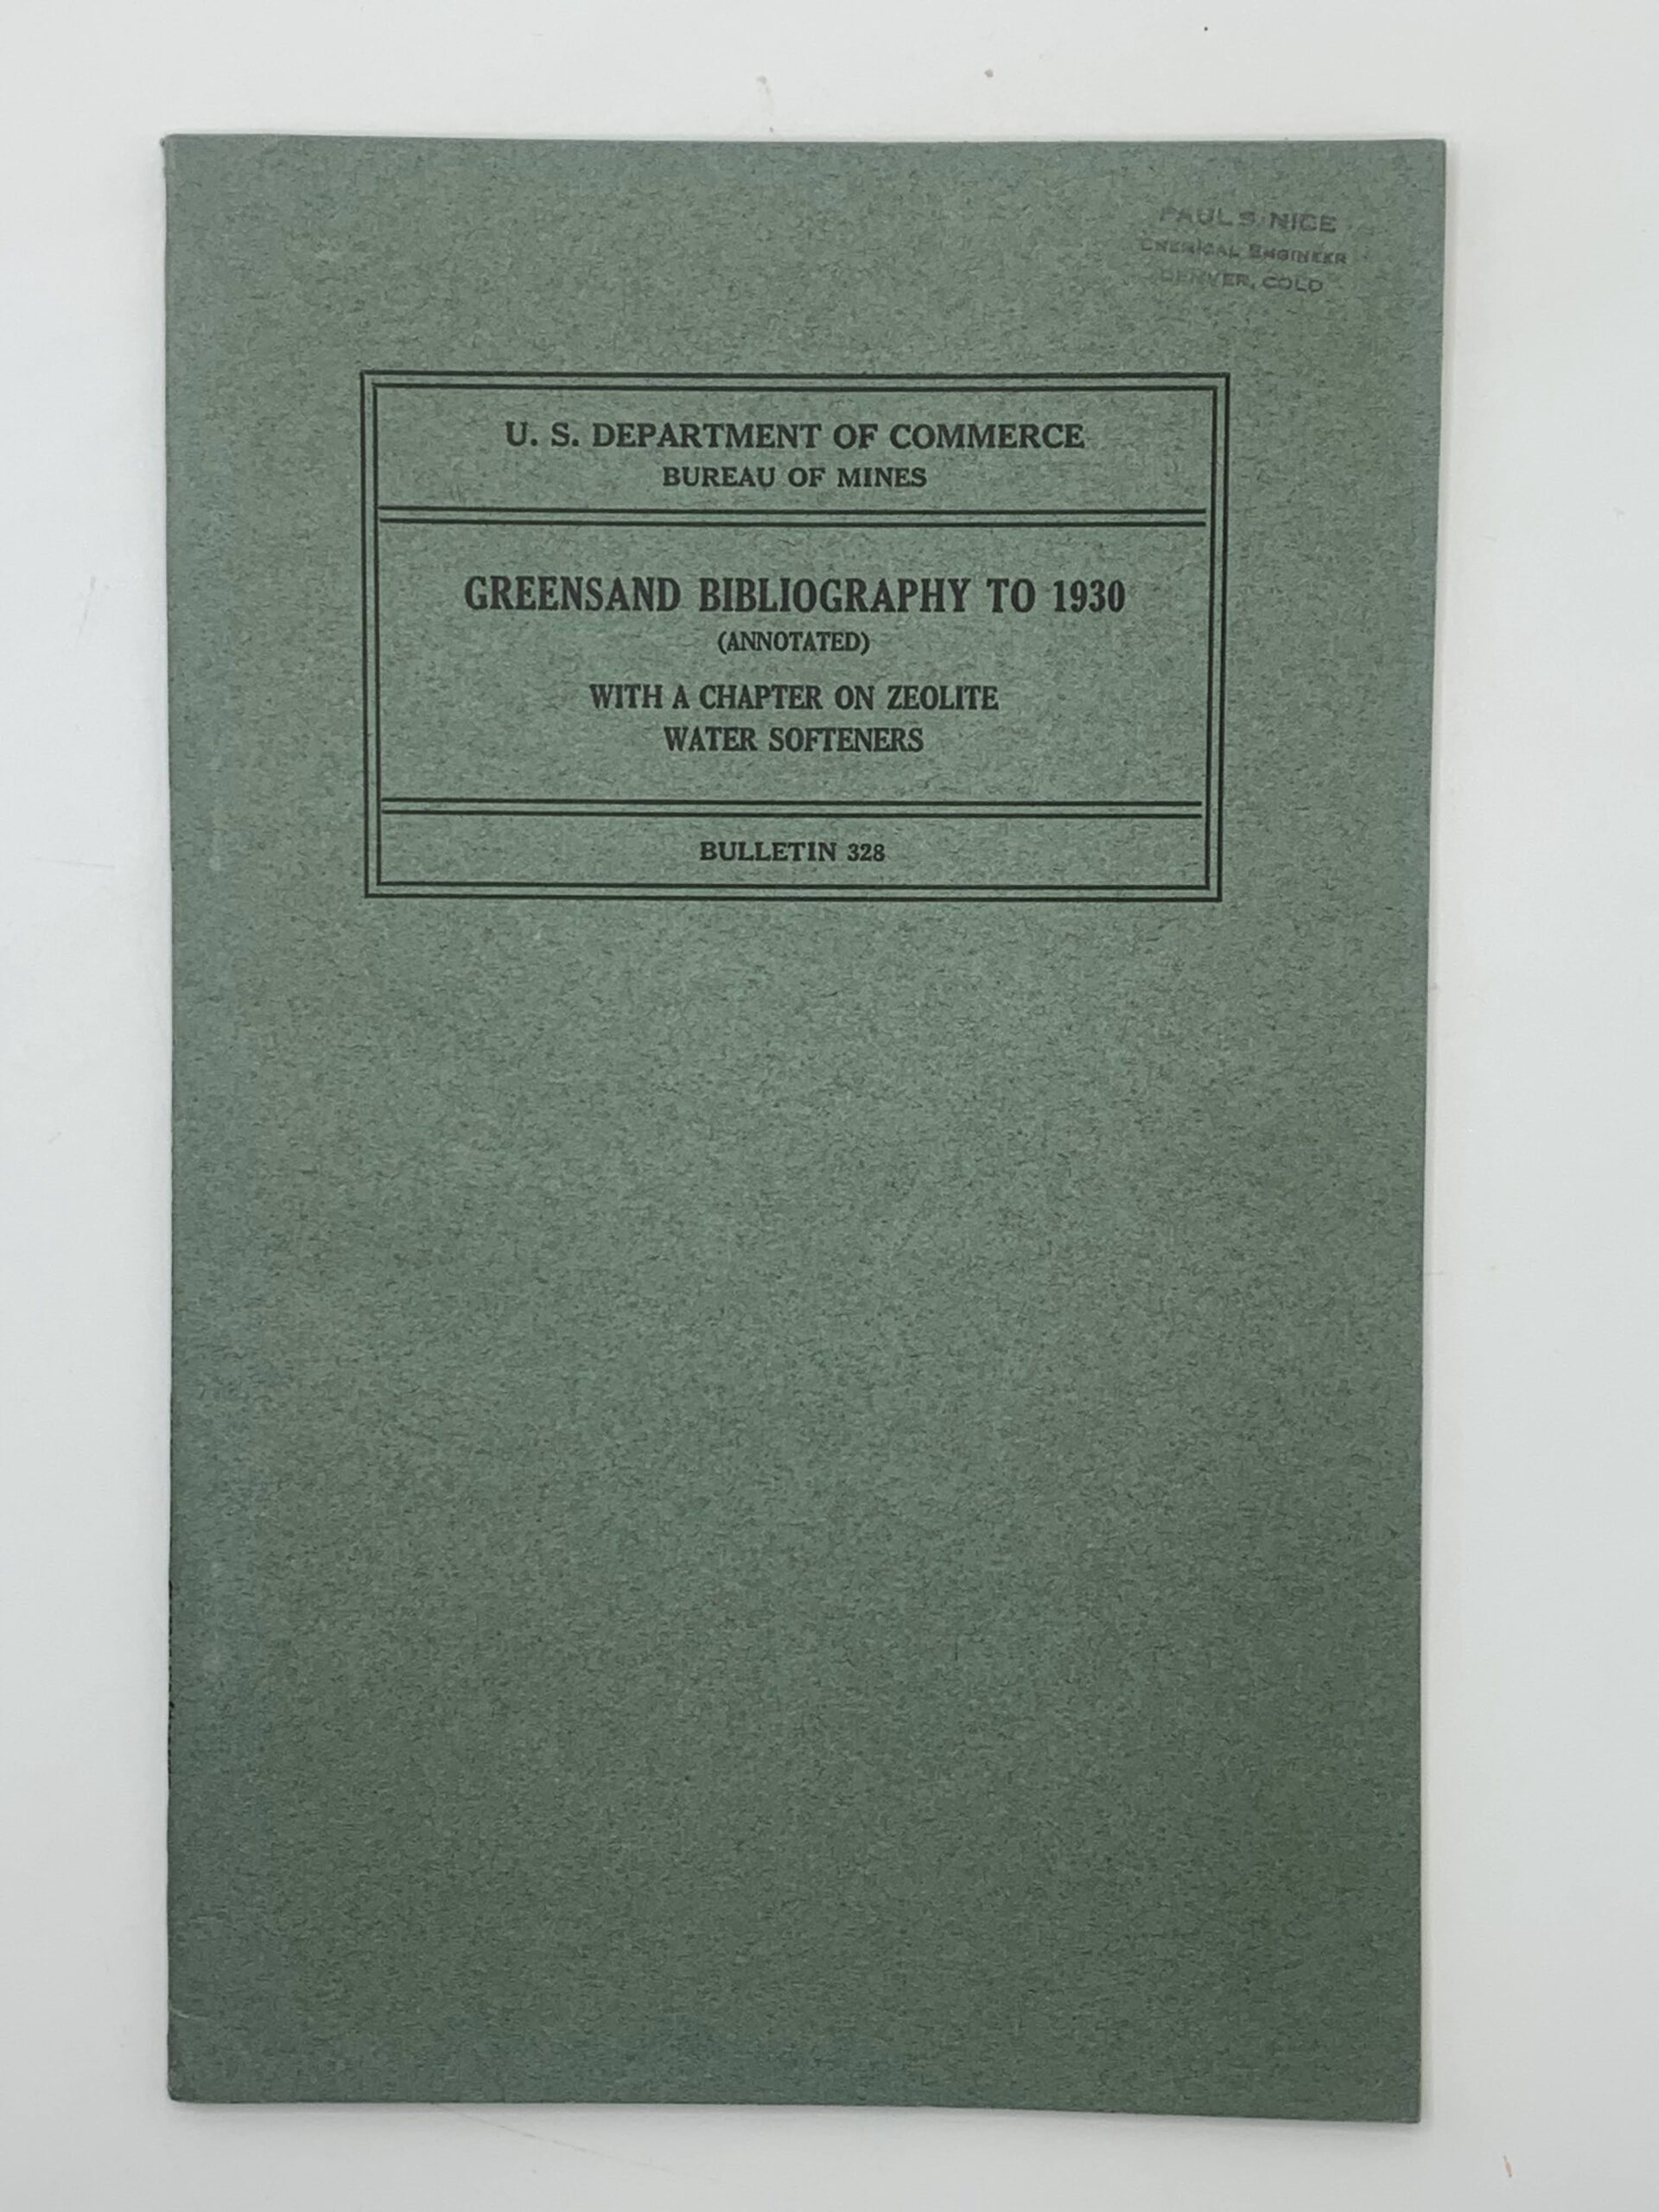 PAUL S. NICE
CHEMICAL ENGINEER
DENVER, COLO
U. S. DEPARTMENT OF COMMERCE
BUREAU OF MINES
GREENSAND BIBLIOGRAPHY TO 1930
(ANNOTATED)
WITH A CHAPTER ON ZEOLITE
WATER SOFTENERS
BULLETIN 328